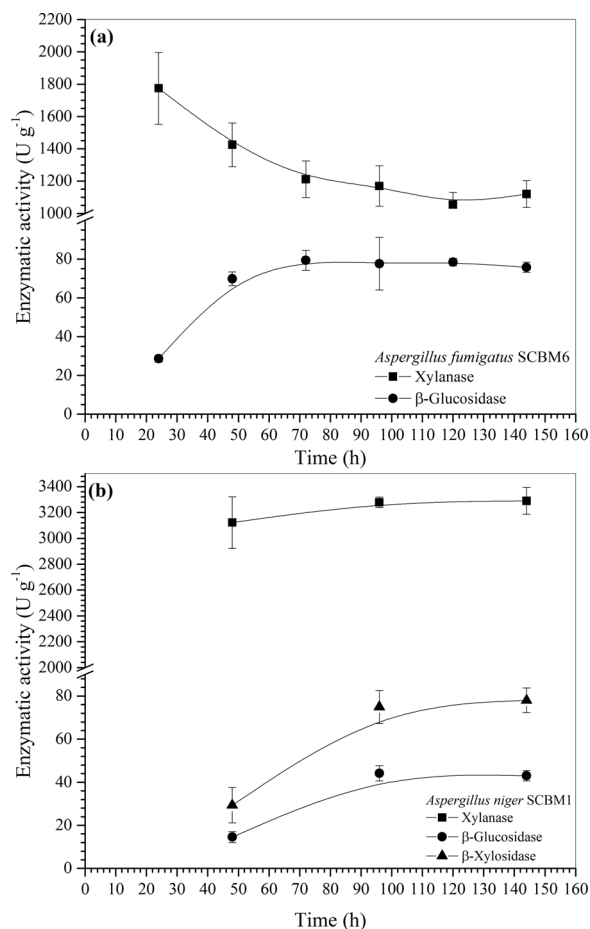 (a)
2200
2000
1800
1600
1400
1200
1000
80
60
40
20
0
Enzymatic activity (U g⁻¹)
Aspergillus fumigatus SCBM6
Xylanase
β-Glucosidase
0 10 20 30 40 50 60 70 80 90 100 110 120 130 140 150 160
Time (h)
(b)
3400
3200
3000
2800
2600
2400
2200
2000
80
60
40
20
0
Enzymatic activity (U g⁻¹)
Aspergillus niger SCBM1
Xylanase
β-Glucosidase
β-Xylosidase
0 10 20 30 40 50 60 70 80 90 100 110 120 130 140 150 160
Time (h)